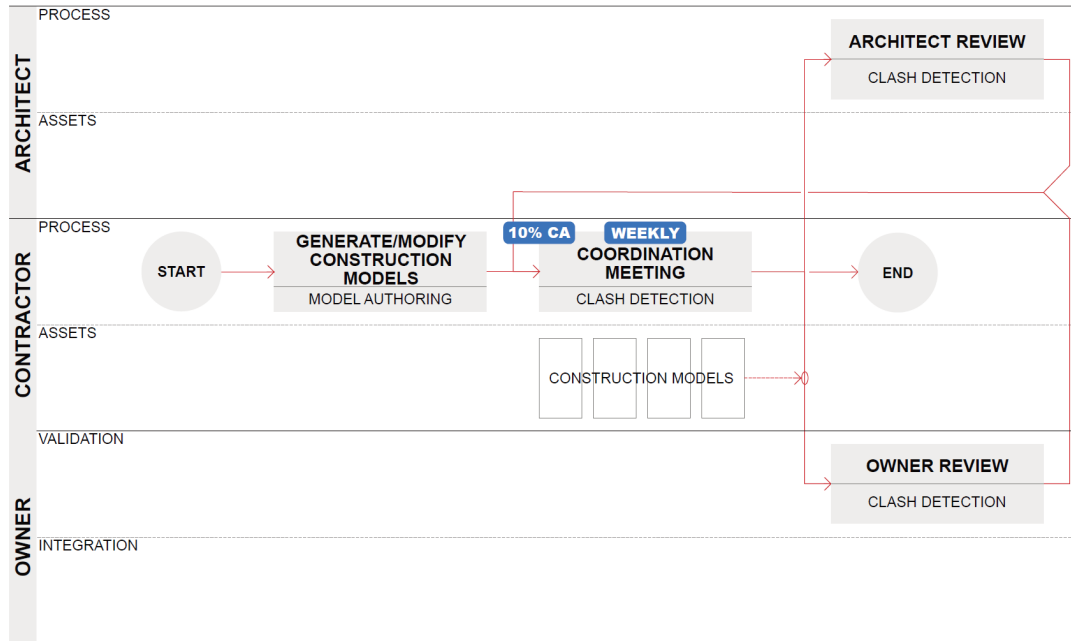 ARCHITECT
PROCESS
ARCHITECT REVIEW
CLASH DETECTION
ASSETS
CONTRACTOR
PROCESS
START
GENERATE/MODIFY
CONSTRUCTION
MODELS
MODEL AUTHORING
10% CA
WEEKLY
COORDINATION
MEETING
CLASH DETECTION
END
ASSETS
CONSTRUCTION MODELS
OWNER
VALIDATION
OWNER REVIEW
CLASH DETECTION
INTEGRATION